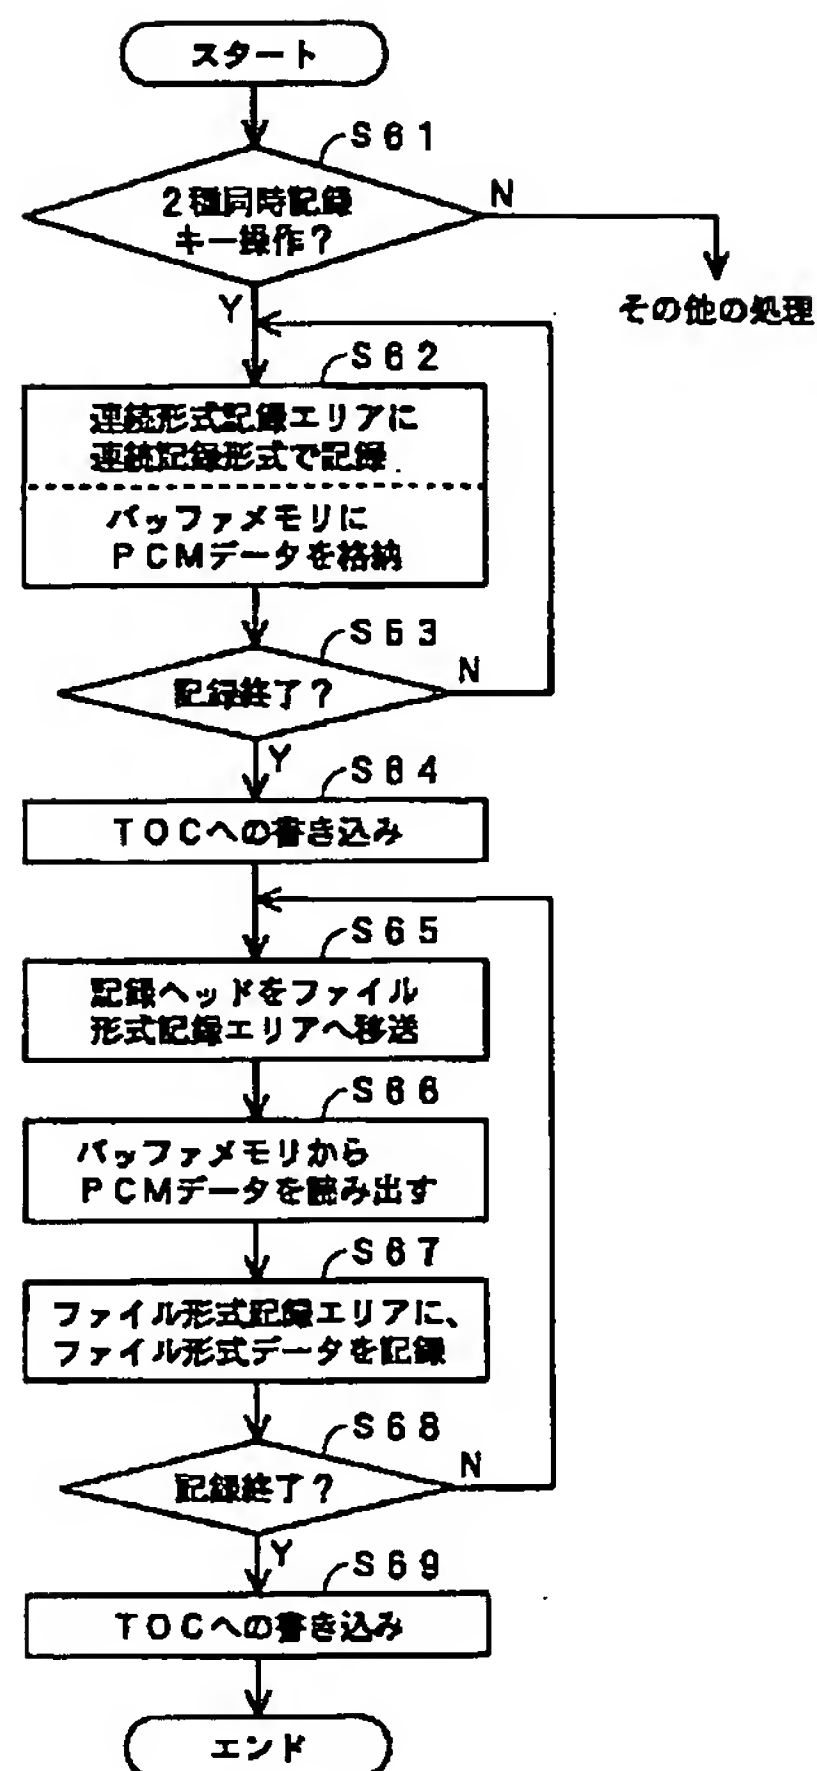 スタート
S61
2種同時記録
キー操作?
N
その他の処理
Y
S62
連続形式記録エリアに
連続記録形式で記録
バッファメモリに
PCMデータを格納
S63
記録終了?
N
Y
S64
TOCへの書き込み
S65
記録ヘッドをファイル
形式記録エリアへ移送
S66
バッファメモリから
PCMデータを読み出す
S67
ファイル形式記録エリアに、
ファイル形式データを記録
S68
記録終了?
N
Y
S69
TOCへの書き込み
エンド